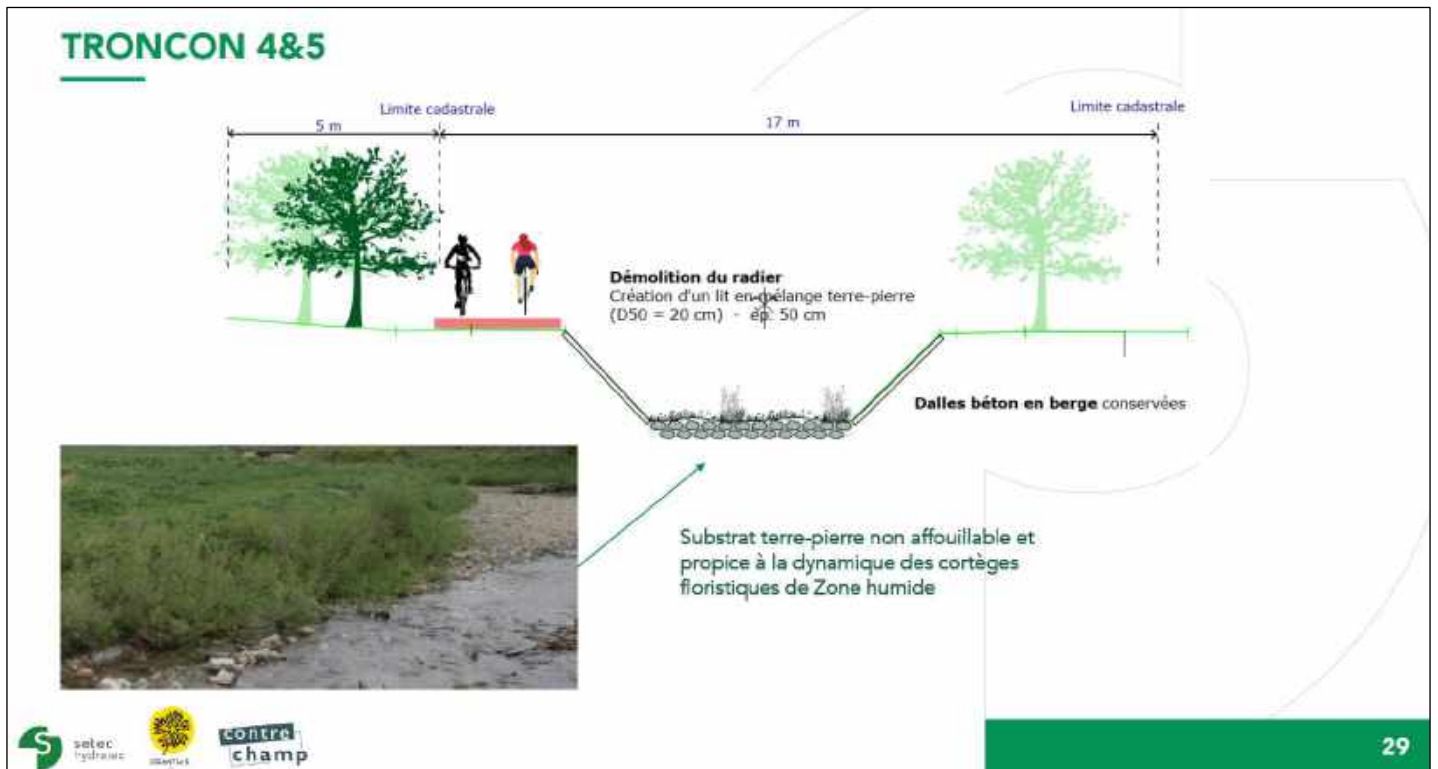 TRONCON 4&5
Limite cadastrale
Limite cadastrale
5 m
17 m
Démolition du radier
Création d'un lit en mélange terre-pierre
(D50 = 20 cm) - ép: 50 cm
Dalles béton en berge conservées
Substrat terre-pierre non affouillable et
propice à la dynamique des cortèges
floristiques de Zone humide
setec
hydratec
contre
champ
29